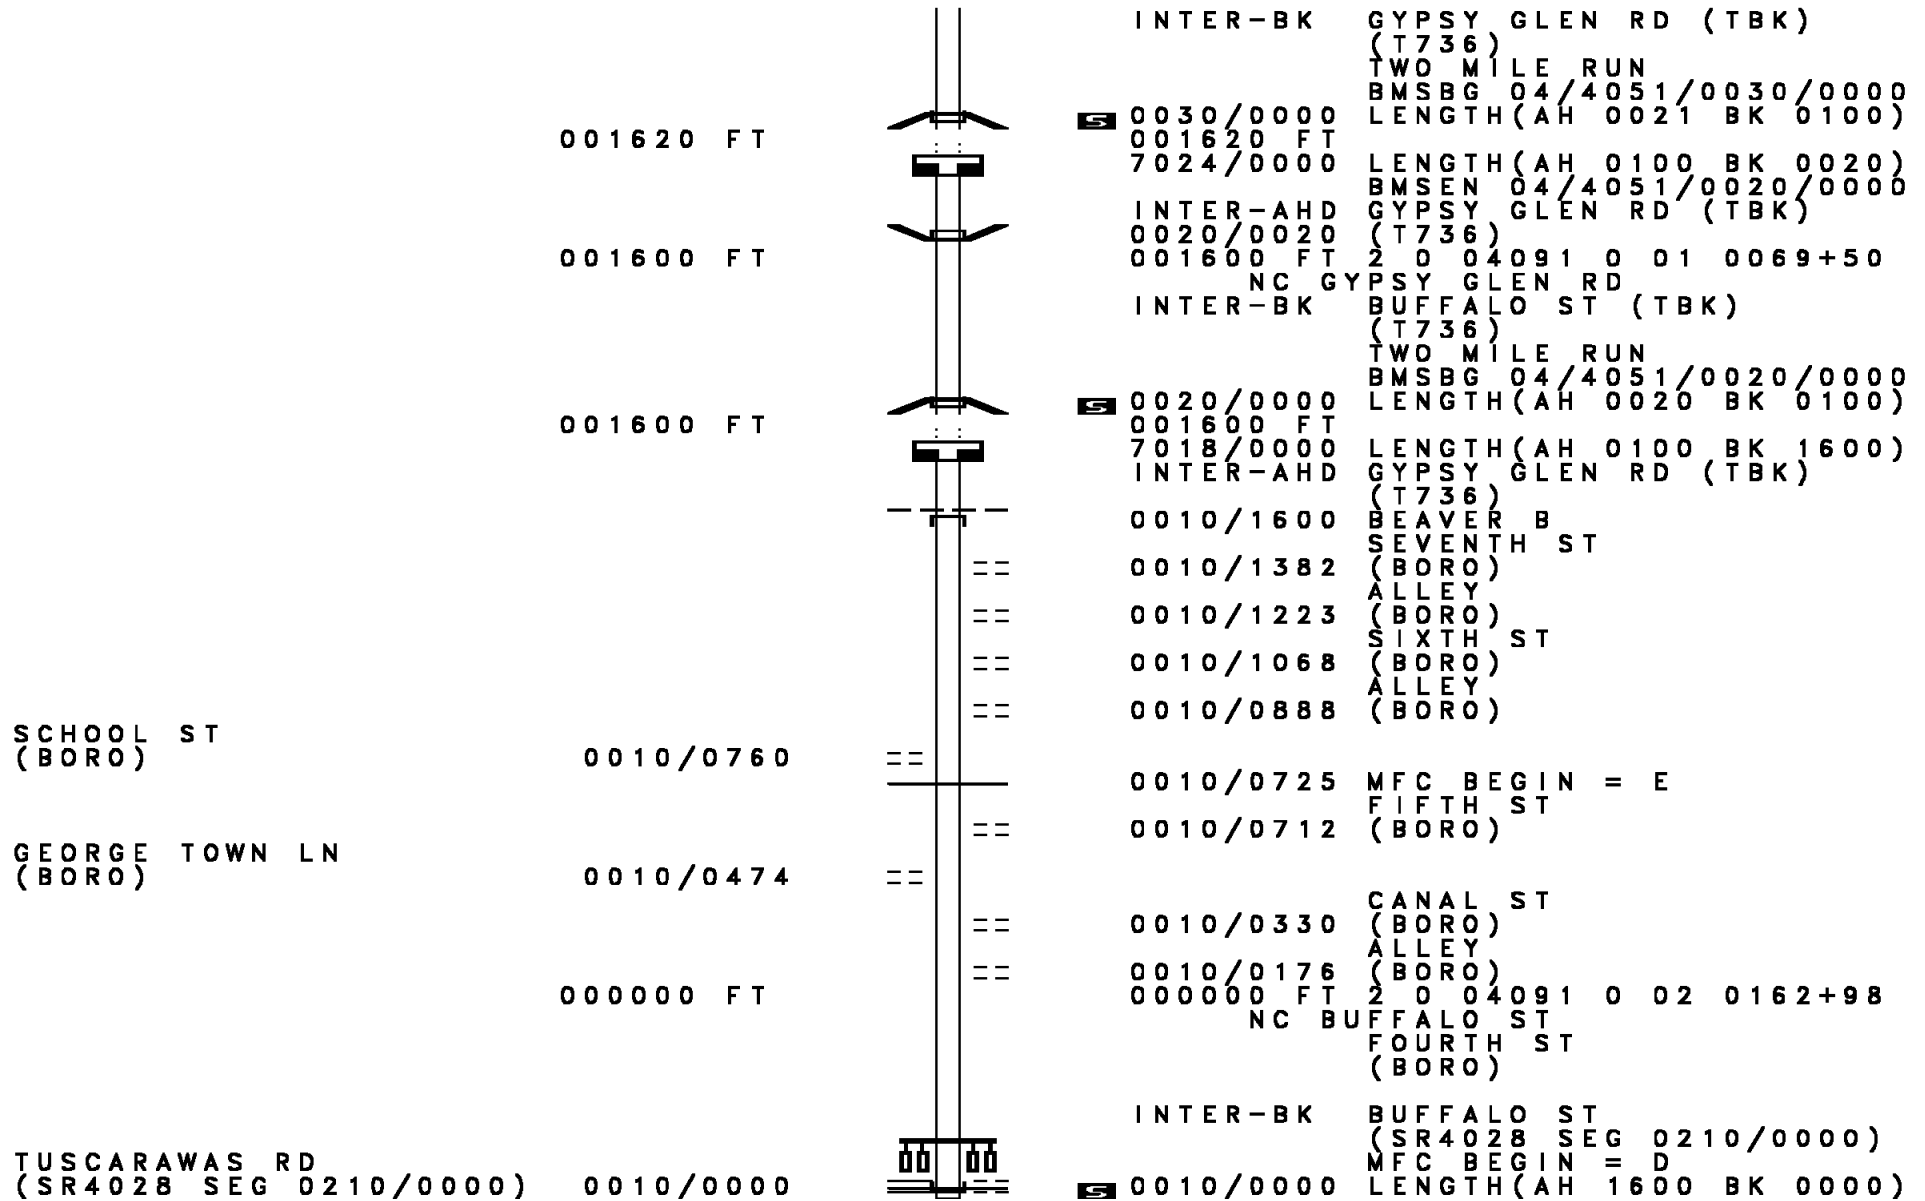 INTER-BK GYPSY GLEN RD (TBK)
(T736)
TWO MILE RUN
BMSBG 04/4051/0030/0000
S 0030/0000 LENGTH(AH 0021 BK 0100)
001620 FT 001620 FT
7024/0000 LENGTH(AH 0100 BK 0020)
BMSEN 04/4051/0020/0000
INTER-AHD GYPSY GLEN RD (TBK)
0020/0020 (T736)
001600 FT 001600 FT 2 0 04091 0 01 0069+50
NC GYPSY GLEN RD
INTER-BK BUFFALO ST (TBK)
(T736)
TWO MILE RUN
BMSBG 04/4051/0020/0000
S 0020/0000 LENGTH(AH 0020 BK 0100)
001600 FT 001600 FT
7018/0000 LENGTH(AH 0100 BK 1600)
INTER-AHD GYPSY GLEN RD (TBK)
(T736)
0010/1600 BEAVER B
SEVENTH ST
0010/1382 (BORO)
ALLEY
0010/1223 (BORO)
SIXTH ST
0010/1068 (BORO)
ALLEY
0010/0888 (BORO)
SCHOOL ST
(BORO) 0010/0760
0010/0725 MFC BEGIN = E
FIFTH ST
0010/0712 (BORO)
GEORGE TOWN LN
(BORO) 0010/0474
CANAL ST
0010/0330 (BORO)
ALLEY
0010/0176 (BORO)
000000 FT 000000 FT 2 0 04091 0 02 0162+98
NC BUFFALO ST
FOURTH ST
(BORO)
INTER-BK BUFFALO ST
(SR4028 SEG 0210/0000)
TUSCARAWAS RD MFC BEGIN = D
(SR4028 SEG 0210/0000) 0010/0000 S 0010/0000 LENGTH(AH 1600 BK 0000)